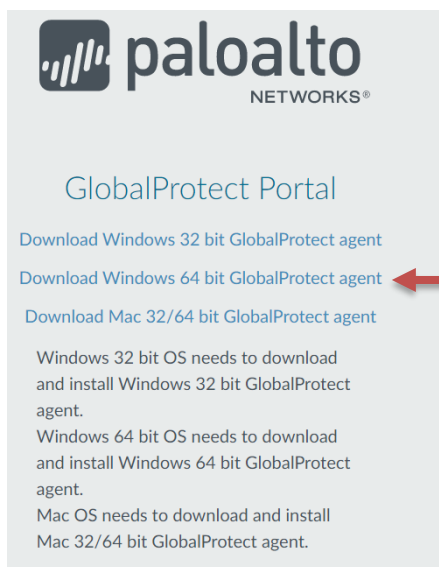 paloalto
NETWORKS®
GlobalProtect Portal
Download Windows 32 bit GlobalProtect agent
Download Windows 64 bit GlobalProtect agent
Download Mac 32/64 bit GlobalProtect agent
Windows 32 bit OS needs to download
and install Windows 32 bit GlobalProtect
agent.
Windows 64 bit OS needs to download
and install Windows 64 bit GlobalProtect
agent.
Mac OS needs to download and install
Mac 32/64 bit GlobalProtect agent.